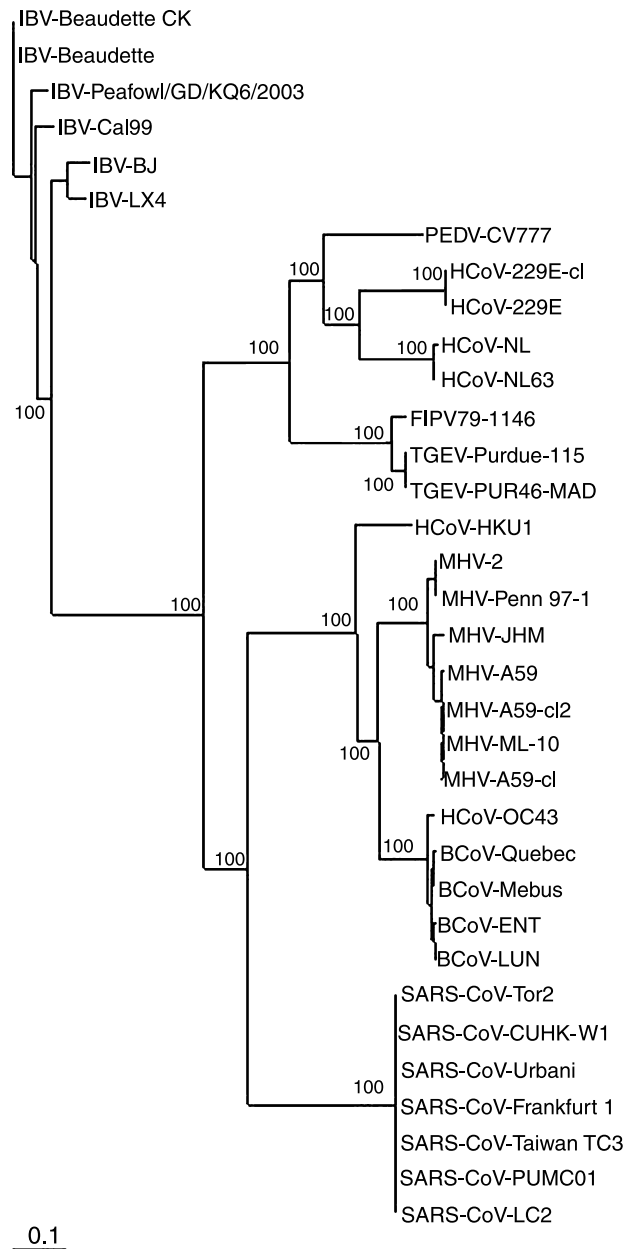 IBV-Beaudette CK
IBV-Beaudette
IBV-Peafowl/GD/KQ6/2003
IBV-Cal99
IBV-BJ
IBV-LX4
PEDV-CV777
100
100
HCoV-229E-cl
HCoV-229E
100
100
100
HCoV-NL
HCoV-NL63
100
FIPV79-1146
100
TGEV-Purdue-115
100
TGEV-PUR46-MAD
HCoV-HKU1
MHV-2
100
100
MHV-Penn 97-1
100
MHV-JHM
MHV-A59
MHV-A59-cl2
100
MHV-ML-10
MHV-A59-cl
HCoV-OC43
100
BCoV-Quebec
100
BCoV-Mebus
BCoV-ENT
BCoV-LUN
SARS-CoV-Tor2
SARS-CoV-CUHK-W1
SARS-CoV-Urbani
100
SARS-CoV-Frankfurt 1
SARS-CoV-Taiwan TC3
SARS-CoV-PUMC01
SARS-CoV-LC2
0.1